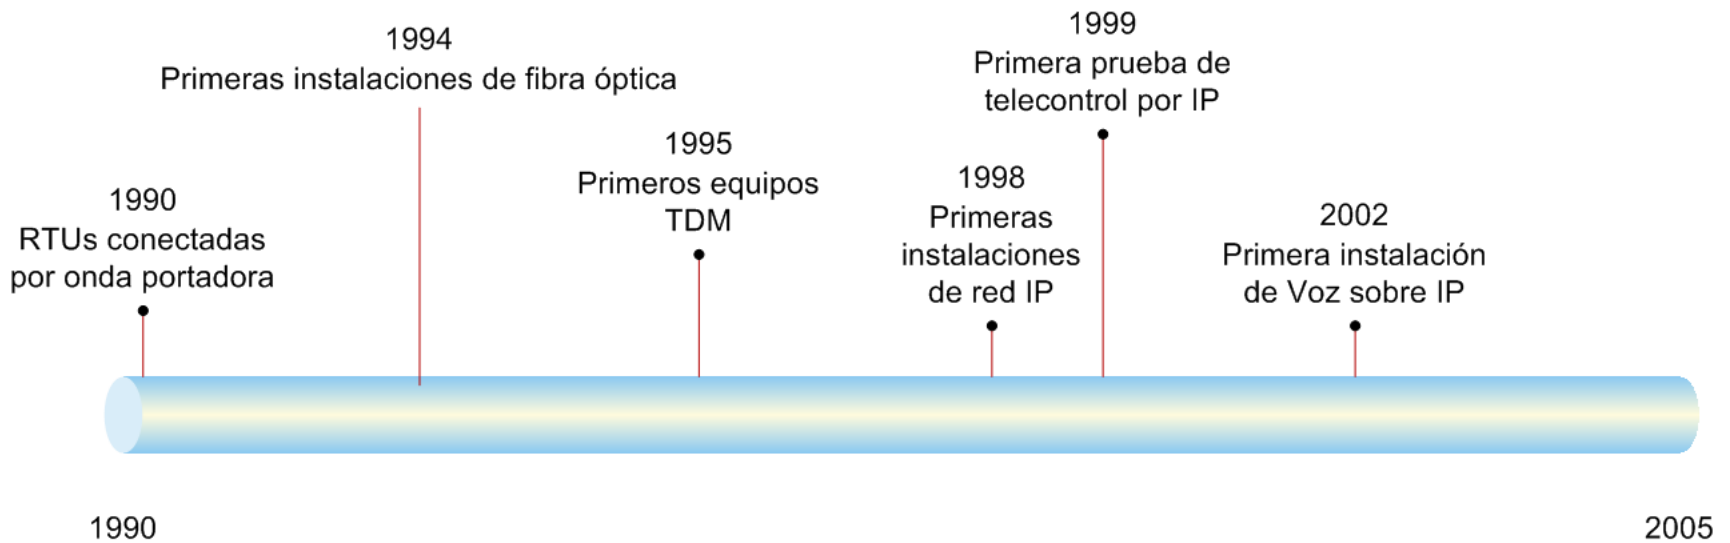 1990
RTUs conectadas
por onda portadora
1994
Primeras instalaciones de fibra óptica
1995
Primeros equipos
TDM
1998
Primeras
instalaciones
de red IP
1999
Primera prueba de
telecontrol por IP
2002
Primera instalación
de Voz sobre IP
1990
2005